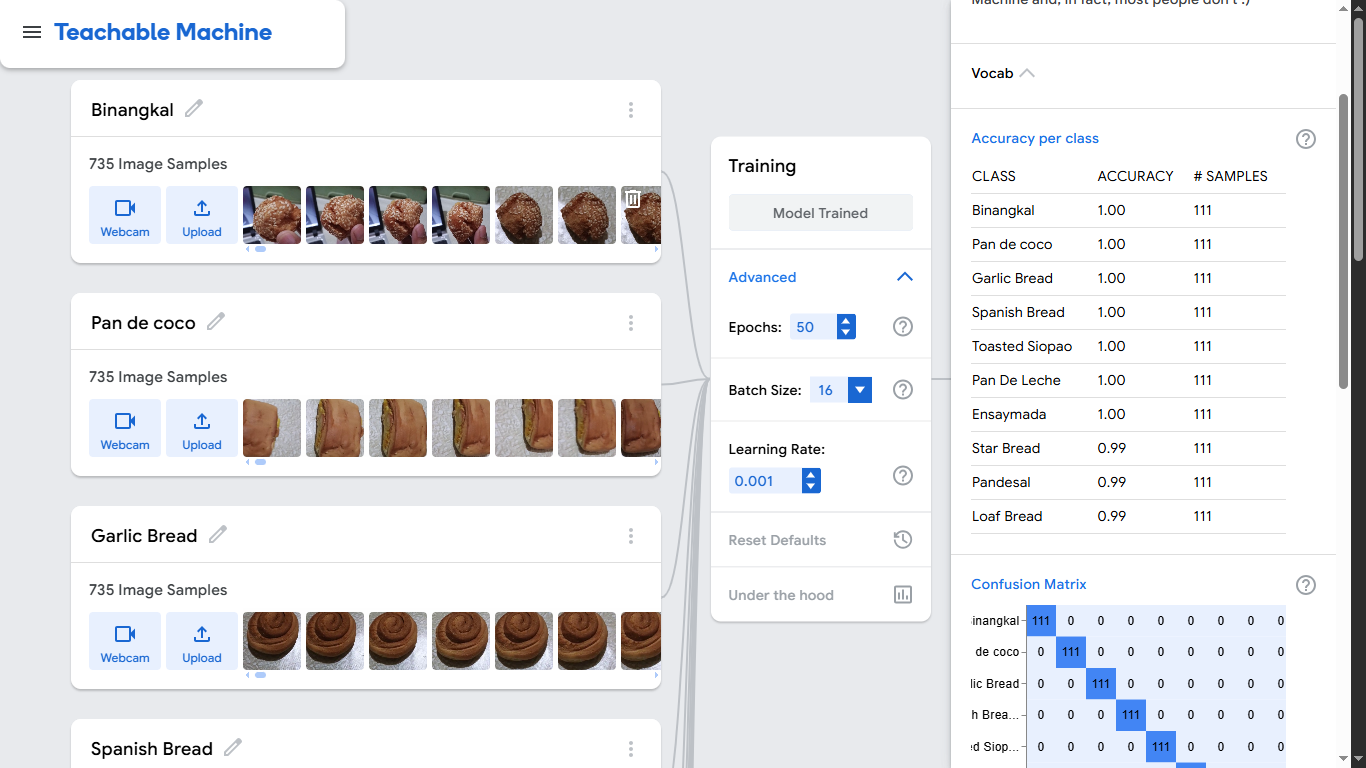 Teachable Machine
Binangkal
735 Image Samples
Webcam
Upload
Pan de coco
735 Image Samples
Webcam
Upload
Garlic Bread
735 Image Samples
Webcam
Upload
Spanish Bread
Training
Model Trained
Advanced
Epochs: 50
Batch Size: 16
Learning Rate:
0.001
Reset Defaults
Under the hood
Machine and, in fact, most people don't :)
Vocab
Accuracy per class
CLASS ACCURACY # SAMPLES
Binangkal 1.00 111
Pan de coco 1.00 111
Garlic Bread 1.00 111
Spanish Bread 1.00 111
Toasted Siopao 1.00 111
Pan De Leche 1.00 111
Ensaymada 1.00 111
Star Bread 0.99 111
Pandesal 0.99 111
Loaf Bread 0.99 111
Confusion Matrix
inangkal 111 0 0 0 0 0 0 0 0
de coco 0 111 0 0 0 0 0 0 0
lic Bread 0 0 111 0 0 0 0 0 0
h Brea... 0 0 0 111 0 0 0 0 0
ed Siop... 0 0 0 0 111 0 0 0 0